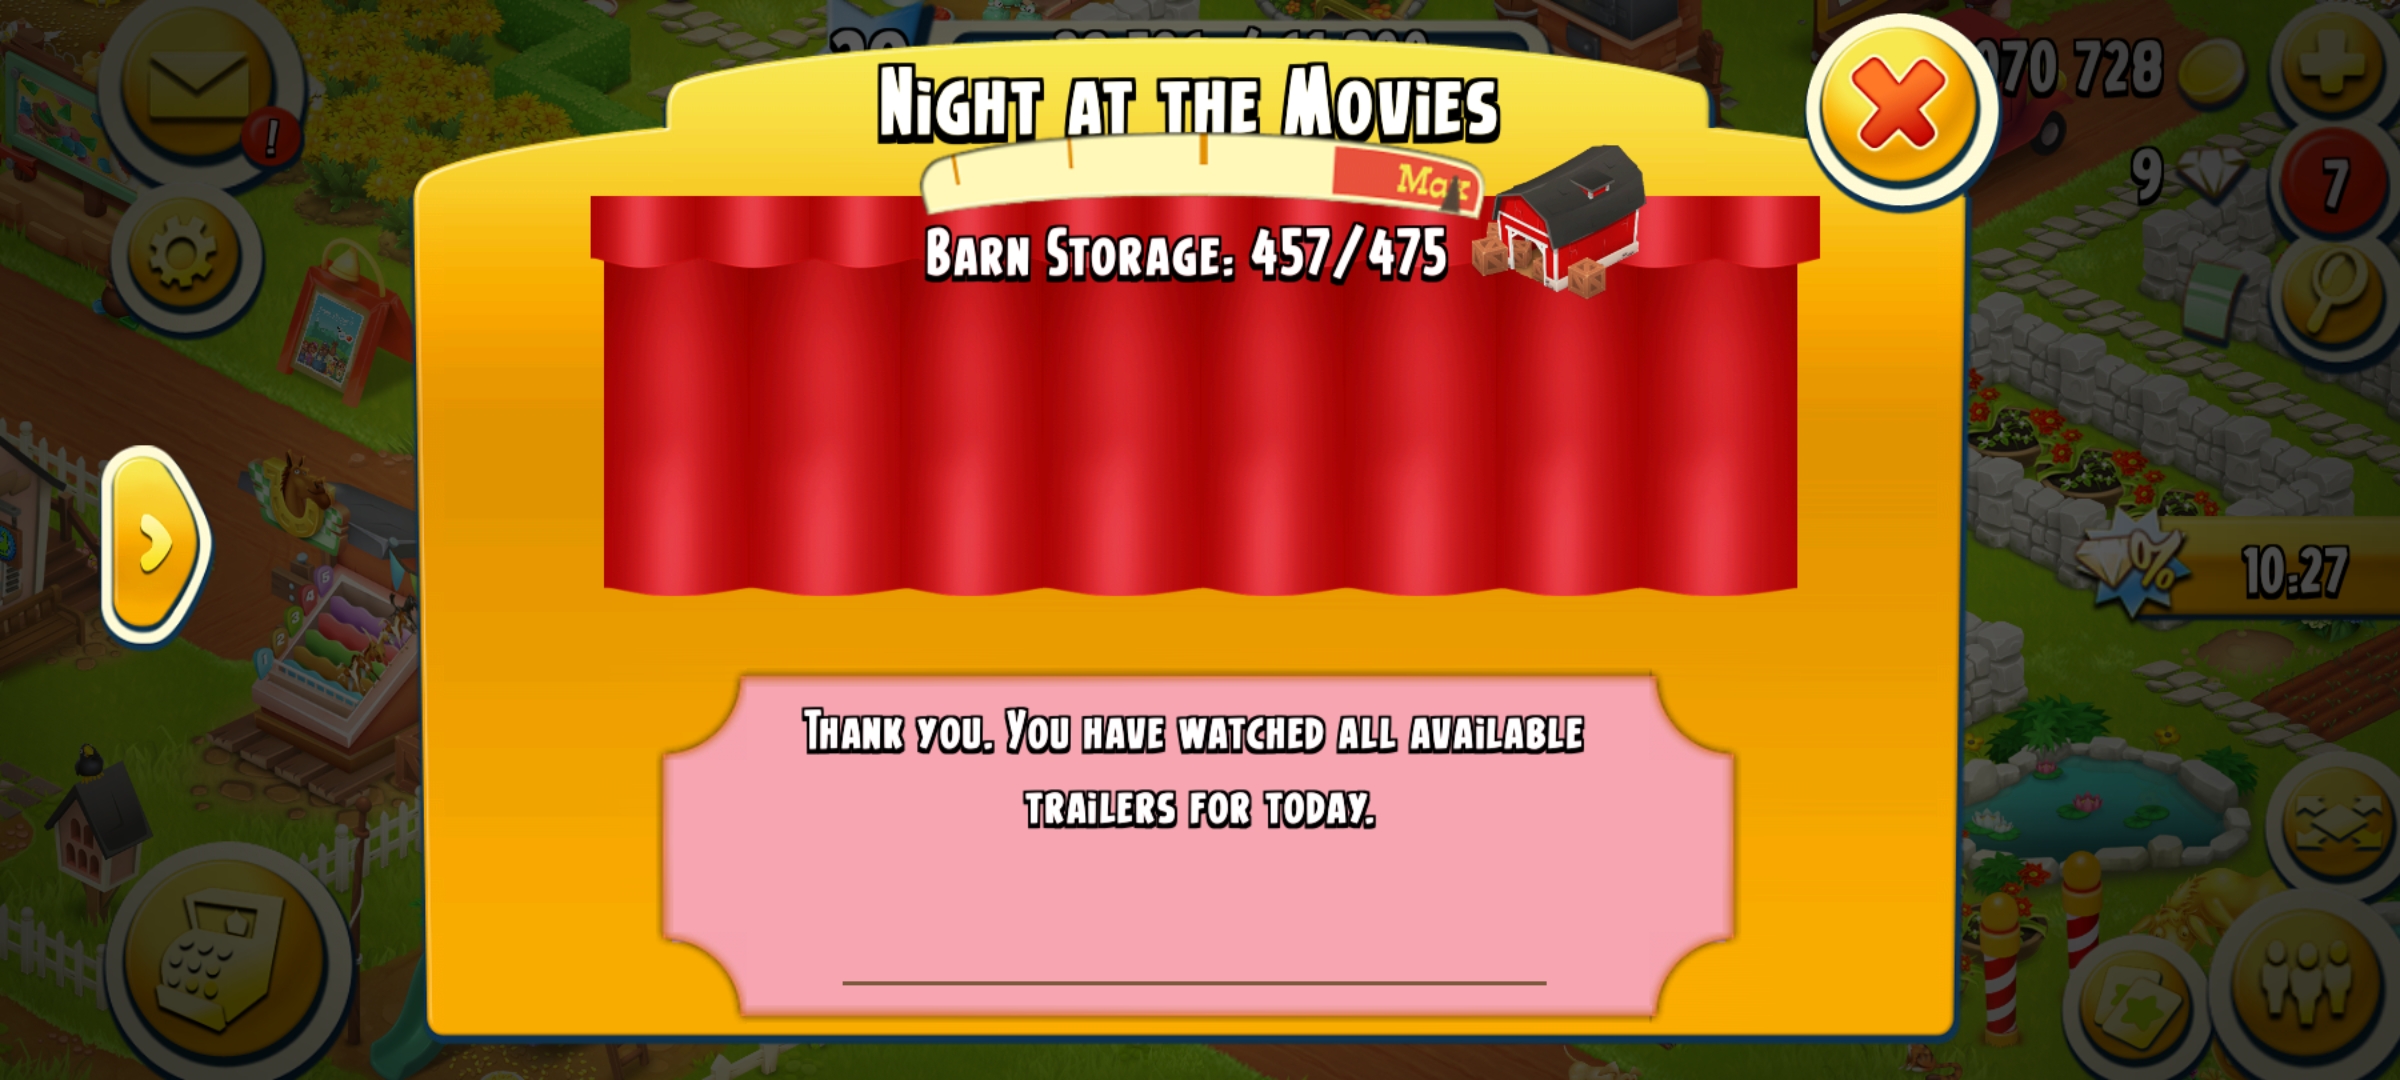 Night at the Movies
Max
Barn Storage: 457/475
070 728
9
7
10:27
Thank you. You have watched all available
trailers for today.